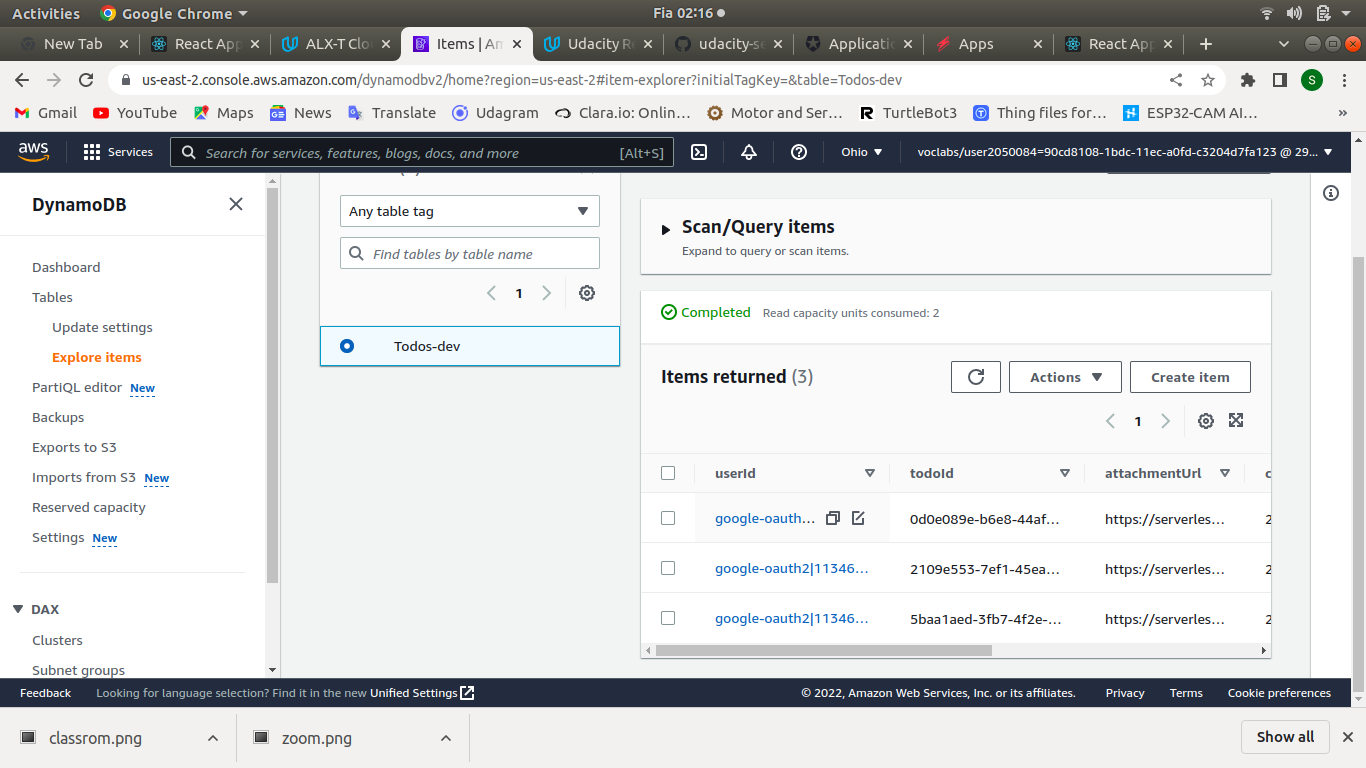 Activities Google Chrome Fia 02:16
New Tab React App ALX-T Clo Items | Am Udacity Re udacity-se Applicatio Apps React App
us-east-2.console.aws.amazon.com/dynamodbv2/home?region=us-east-2#item-explorer?initialTagKey=&table=Todos-dev S
Gmail YouTube Maps News Translate Udagram Clara.io: Onlin... Motor and Ser... TurtleBot3 Thing files for... ESP32-CAM AI... »
aws Services Search for services, features, blogs, docs, and more [Alt+S] Ohio voclabs/user2050084=90cd8108-1bdc-11ec-a0fd-c3204d7fa123 @ 29...
DynamoDB
Dashboard
Tables
Update settings
Explore items
PartiQL editor New
Backups
Exports to S3
Imports from S3 New
Reserved capacity
Settings New
DAX
Clusters
Subnet groups
Any table tag
Find tables by table name
1
Todos-dev
Scan/Query items
Expand to query or scan items.
Completed Read capacity units consumed: 2
Items returned (3) Actions Create item
1
userId todoId attachmentUrl c
google-oauth... 0d0e089e-b6e8-44af... https://serverles... 2
google-oauth2|11346... 2109e553-7ef1-45ea... https://serverles... 2
google-oauth2|11346... 5baa1aed-3fb7-4f2e-... https://serverles... 2
Feedback Looking for language selection? Find it in the new Unified Settings © 2022, Amazon Web Services, Inc. or its affiliates. Privacy Terms Cookie preferences
classrom.png zoom.png Show all